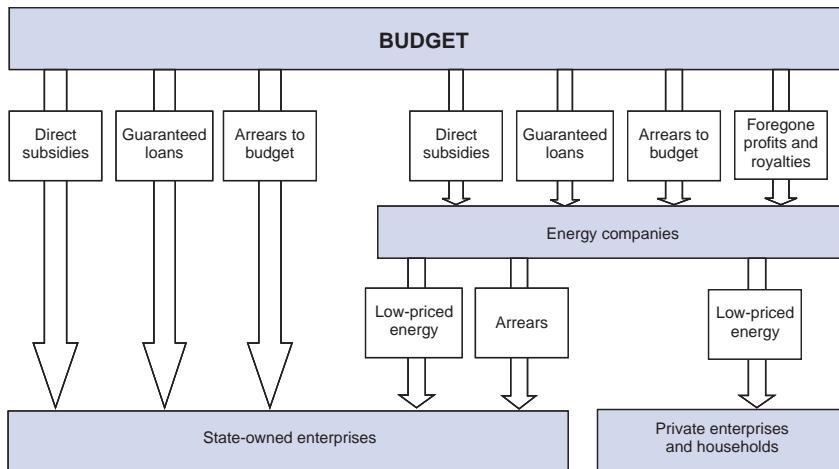 BUDGET
Direct
subsidies
Guaranteed
loans
Arrears to
budget
Direct
subsidies
Guaranteed
loans
Arrears to
budget
Foregone
profits and
royalties
Energy companies
Low-priced
energy
Arrears
Low-priced
energy
State-owned enterprises
Private enterprises
and households